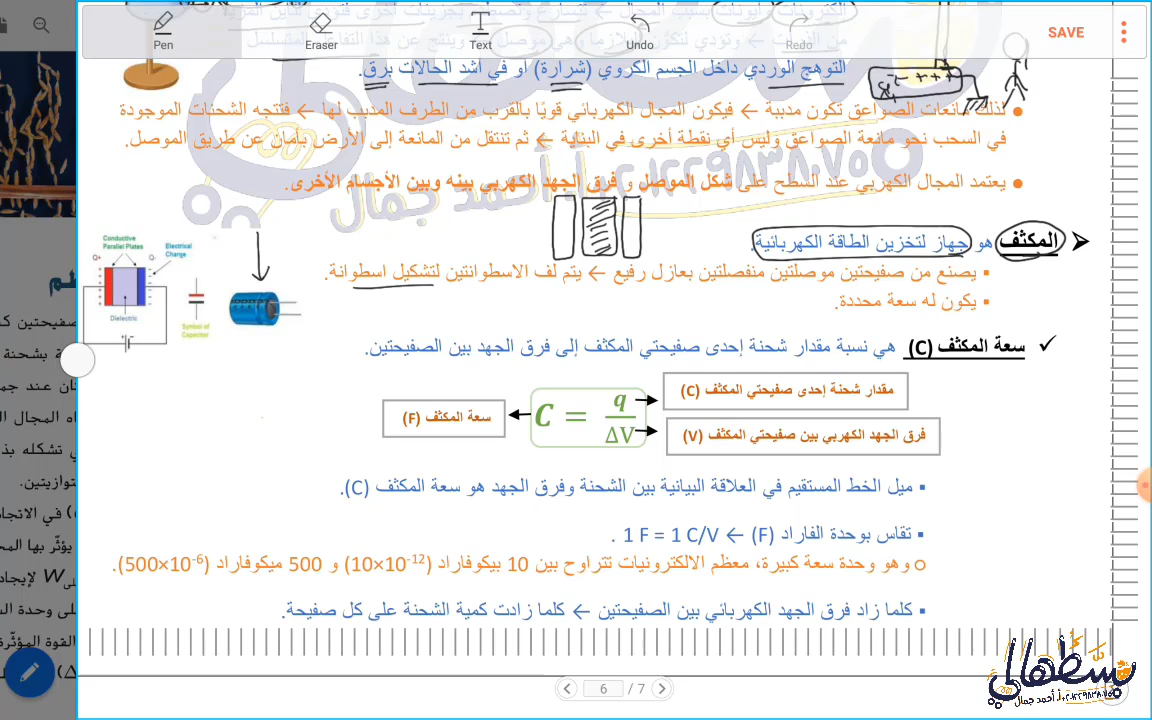 Pen
Eraser
Text
Undo
Redo
SAVE
التوهج الوردي داخل الجسم الكروي (شرارة) أو في أشد الحالات برق.
لذلك مانعات الصواعق تكون مدببة ← فيكون المجال الكهربائي قويًا بالقرب من الطرف المدبب لها ← فتتجه الشحنات الموجودة
في السحب نحو مانعة الصواعق وليس أي نقطة أخرى في البناية ← ثم تنتقل من المانعة إلى الأرض بأمان عن طريق الموصل.
يعتمد المجال الكهربي عند السطح على شكل الموصل و فرق الجهد الكهربي بينه وبين الأجسام الأخرى.
المكثف هو جهاز لتخزين الطاقة الكهربائية.
يصنع من صفيحتين موصلتين منفصلتين بعازل رفيع ← يتم لف الاسطوانتين لتشكيل اسطوانة.
يكون له سعة محددة.
Conductive
Parallel Plates
Electrical
Charge
Q+
Q-
Dielectric
Symbol of
Capacitor
سعة المكثف (C) هي نسبة مقدار شحنة إحدى صفيحتي المكثف إلى فرق الجهد بين الصفيحتين.
مقدار شحنة إحدى صفيحتي المكثف (C)
سعة المكثف (F)
C = q / ΔV
فرق الجهد الكهربي بين صفيحتي المكثف (V)
ميل الخط المستقيم في العلاقة البيانية بين الشحنة وفرق الجهد هو سعة المكثف (C).
تقاس بوحدة الفاراد (F) ← 1 F = 1 C/V .
وهو وحدة سعة كبيرة، معظم الالكترونيات تتراوح بين 10 بيكوفاراد (10×10⁻¹²) و 500 ميكوفاراد (500×10⁻⁶).
كلما زاد فرق الجهد الكهربائي بين الصفيحتين ← كلما زادت كمية الشحنة على كل صفيحة.
6 / 7
أ. أحمد جمال